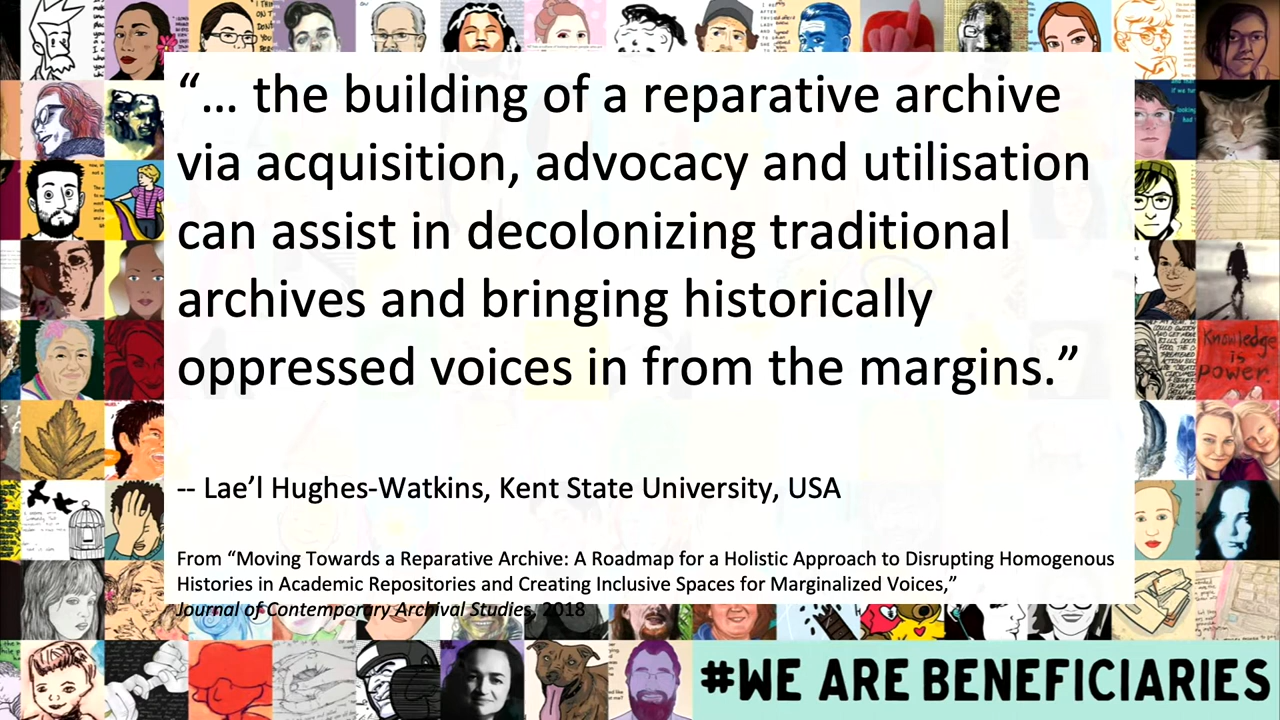 “… the building of a reparative archive
via acquisition, advocacy and utilisation
can assist in decolonizing traditional
archives and bringing historically
oppressed voices in from the margins.”
-- Lae’l Hughes-Watkins, Kent State University, USA
From “Moving Towards a Reparative Archive: A Roadmap for a Holistic Approach to Disrupting Homogenous
Histories in Academic Repositories and Creating Inclusive Spaces for Marginalized Voices,”
Journal of Contemporary Archival Studies, 2018
Knowledge
is
Power
#WE ARE BENEFICIARIES